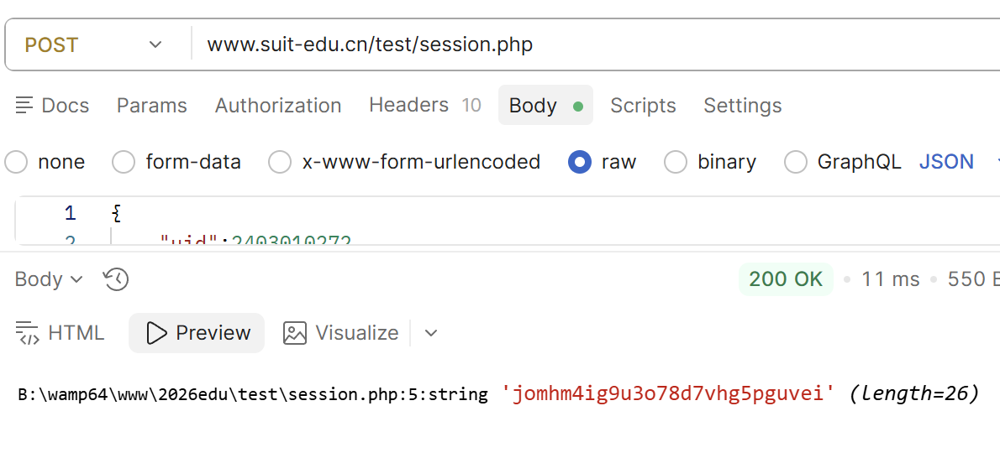 POST www.suit-edu.cn/test/session.php
Docs Params Authorization Headers 10 Body Scripts Settings
none form-data x-www-form-urlencoded raw binary GraphQL JSON
1 {
2 "uid":2403010272
Body 200 OK 11 ms 550 B
HTML Preview Visualize
B:\wamp64\www\2026edu\test\session.php:5:string 'jomhm4ig9u3o78d7vhg5pguvei' (length=26)